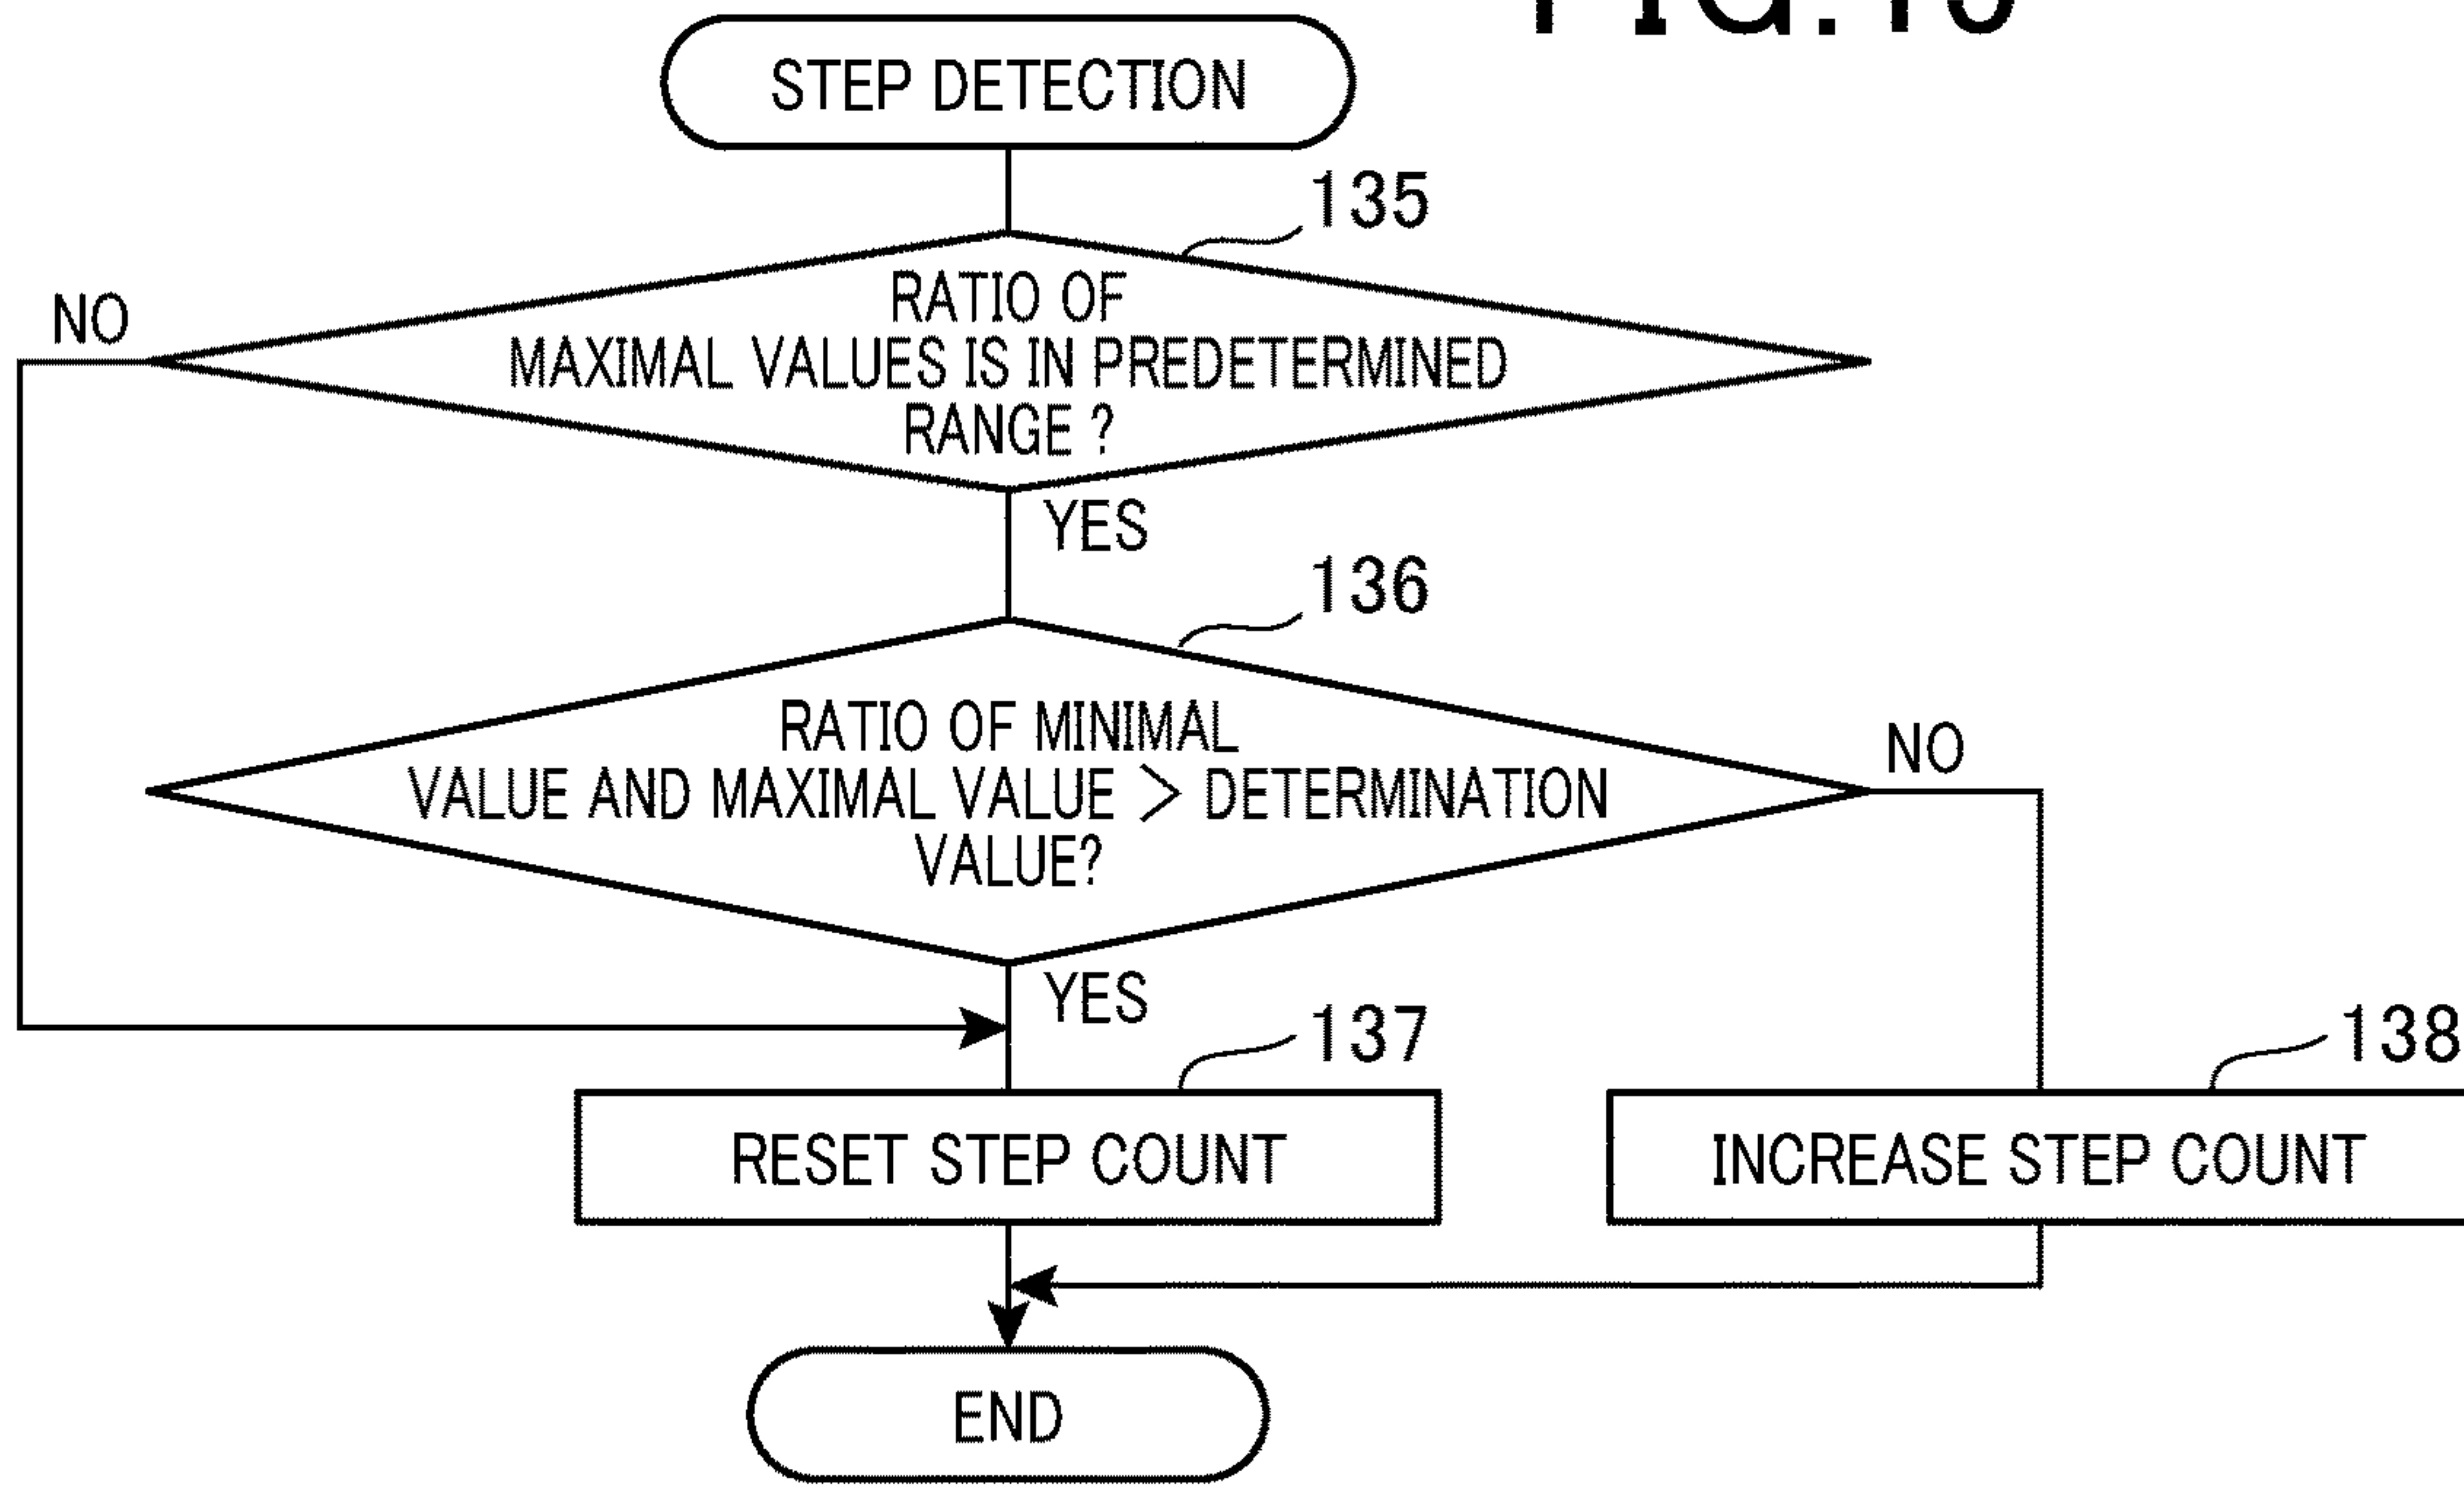 STEP DETECTION
135
RATIO OF
MAXIMAL VALUES IS IN PREDETERMINED
RANGE ?
NO
YES
136
RATIO OF MINIMAL
VALUE AND MAXIMAL VALUE > DETERMINATION
VALUE?
NO
YES
137
138
RESET STEP COUNT
INCREASE STEP COUNT
END